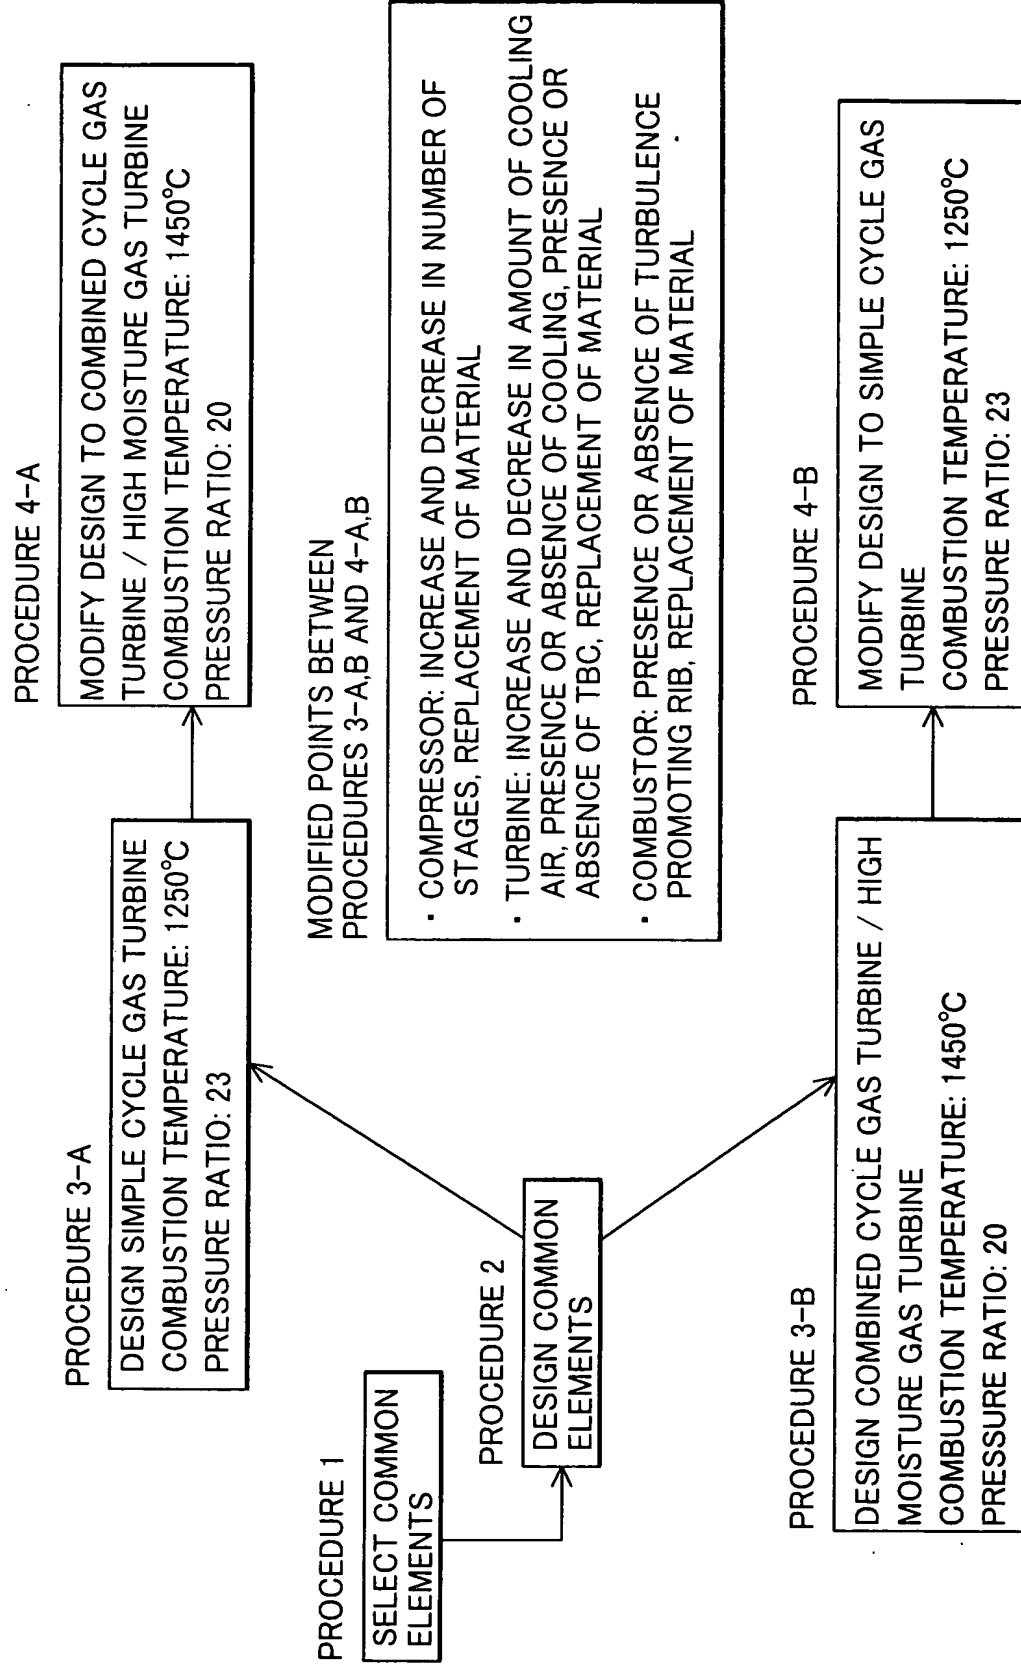 PROCEDURE 1
SELECT COMMON
ELEMENTS
PROCEDURE 2
DESIGN COMMON
ELEMENTS
PROCEDURE 3-A
DESIGN SIMPLE CYCLE GAS TURBINE
COMBUSTION TEMPERATURE: 1250°C
PRESSURE RATIO: 23
PROCEDURE 4-A
MODIFY DESIGN TO COMBINED CYCLE GAS
TURBINE / HIGH MOISTURE GAS TURBINE
COMBUSTION TEMPERATURE: 1450°C
PRESSURE RATIO: 20
MODIFIED POINTS BETWEEN
PROCEDURES 3-A,B AND 4-A,B
· COMPRESSOR: INCREASE AND DECREASE IN NUMBER OF
STAGES, REPLACEMENT OF MATERIAL
· TURBINE: INCREASE AND DECREASE IN AMOUNT OF COOLING
AIR, PRESENCE OR ABSENCE OF COOLING, PRESENCE OR
ABSENCE OF TBC, REPLACEMENT OF MATERIAL
· COMBUSTOR: PRESENCE OR ABSENCE OF TURBULENCE
PROMOTING RIB, REPLACEMENT OF MATERIAL
PROCEDURE 3-B
DESIGN COMBINED CYCLE GAS TURBINE / HIGH
MOISTURE GAS TURBINE
COMBUSTION TEMPERATURE: 1450°C
PRESSURE RATIO: 20
PROCEDURE 4-B
MODIFY DESIGN TO SIMPLE CYCLE GAS
TURBINE
COMBUSTION TEMPERATURE: 1250°C
PRESSURE RATIO: 23